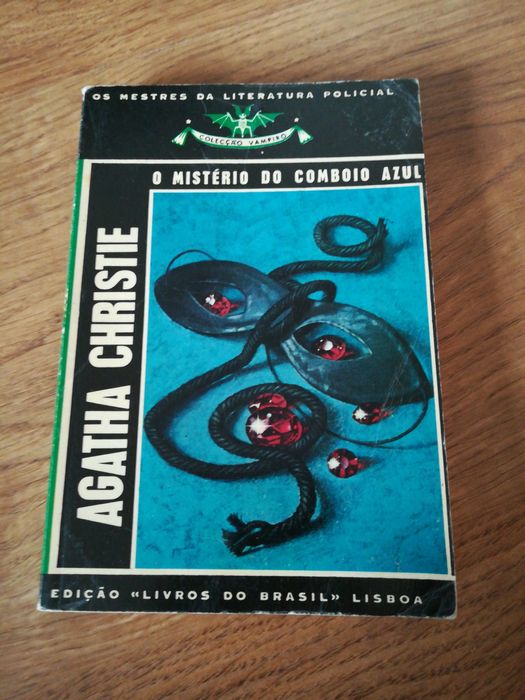 OS MESTRES DA LITERATURA POLICIAL
COLECÇÃO VAMPIRO
O MISTÉRIO DO COMBOIO AZUL
AGATHA CHRISTIE
EDIÇÃO «LIVROS DO BRASIL» LISBOA